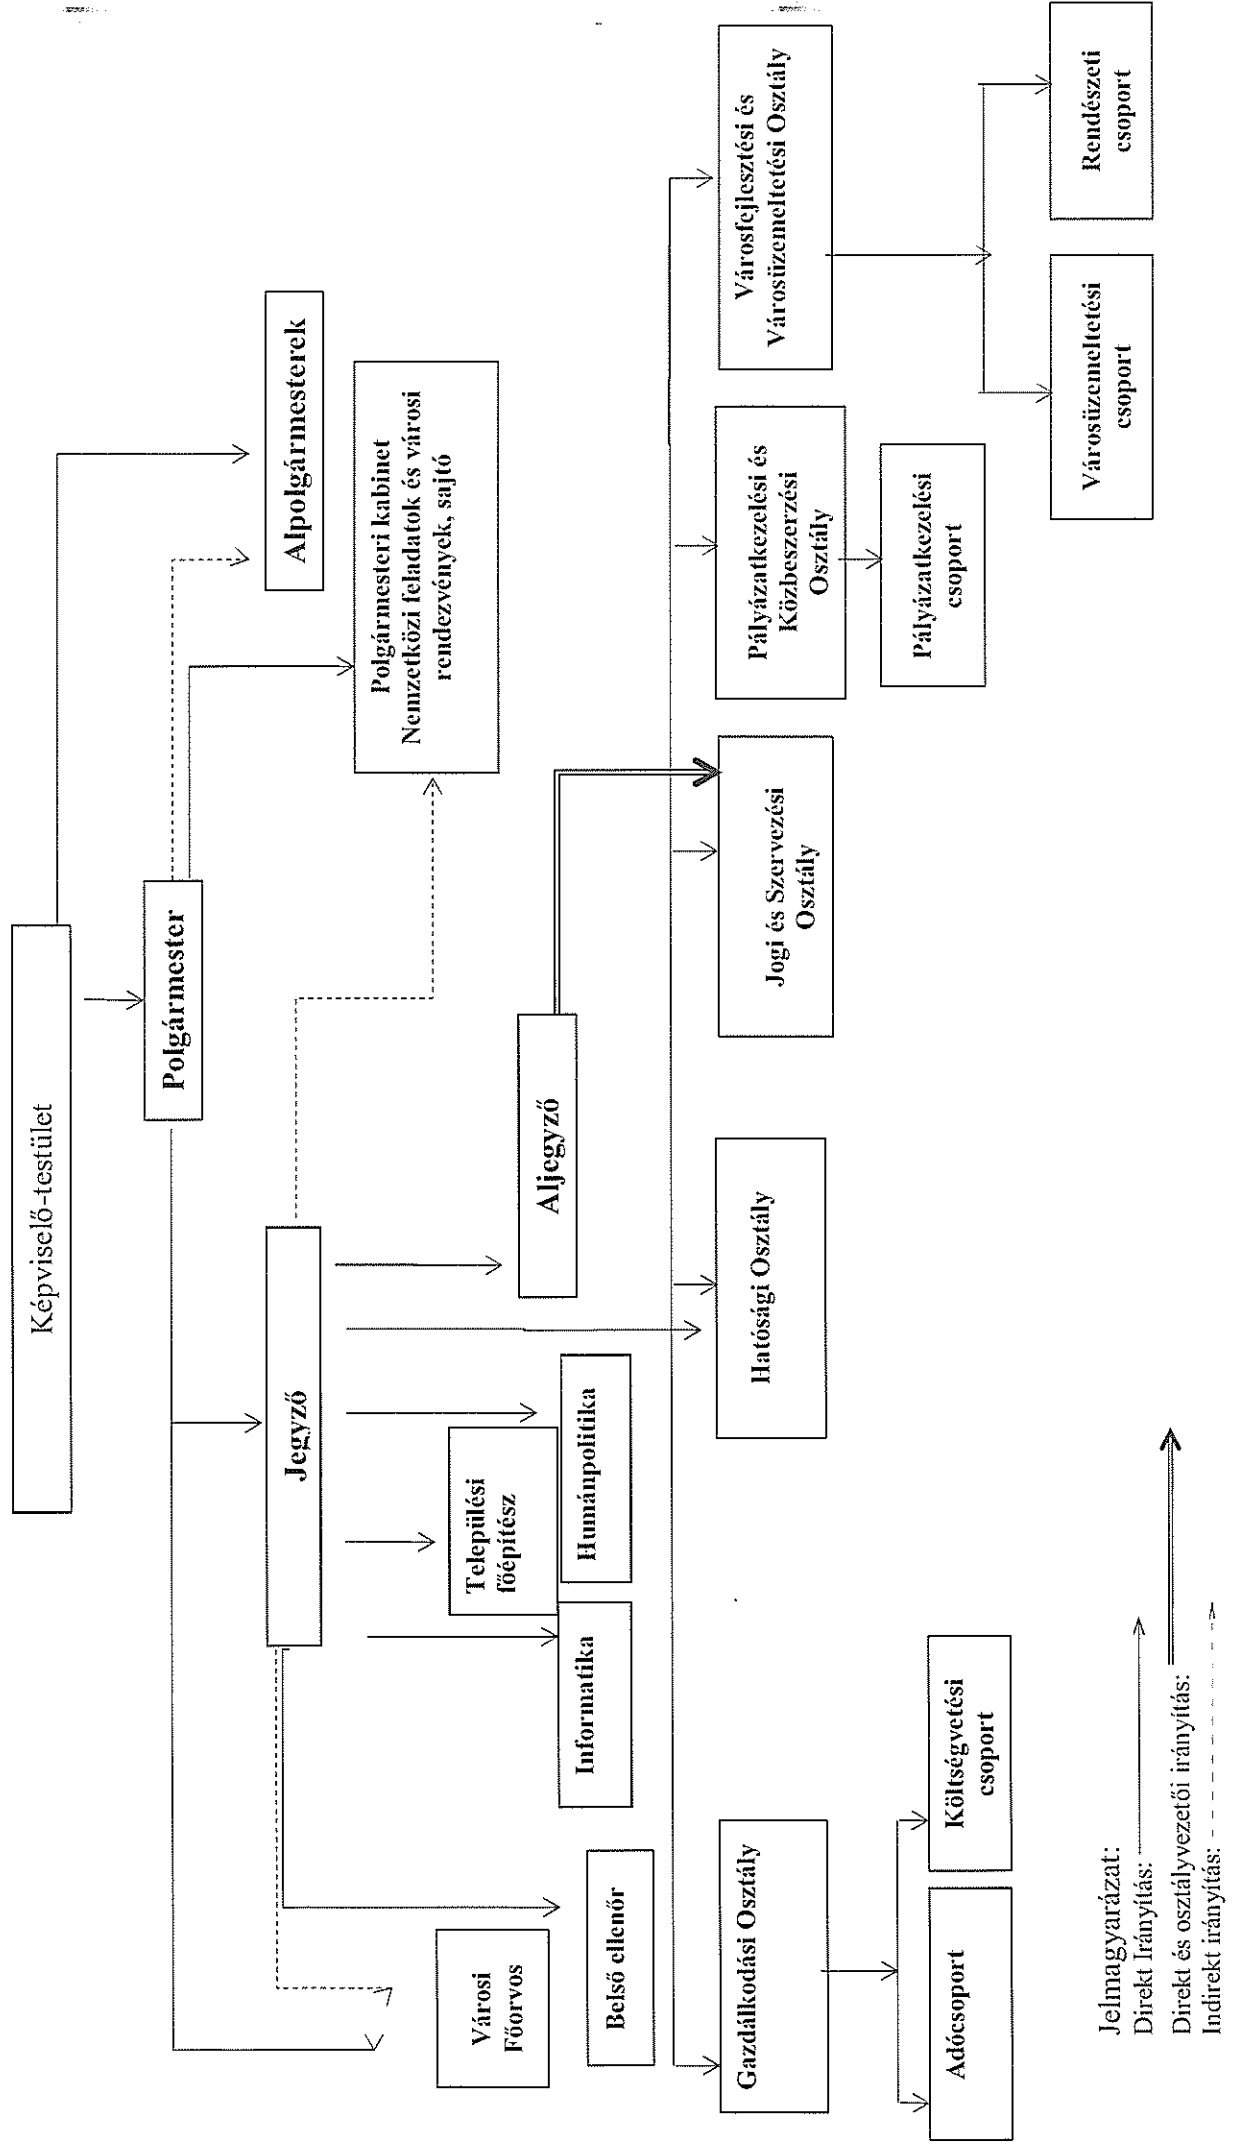 Képviselő-testület
Polgármester
Alpolgármesterek
Jegyző
Polgármesteri kabinet
Nemzetközi feladatok és városi
rendezvények, sajtó
Városi
Főorvos
Települési
főépítész
Aljegyző
Belső ellenőr
Informatika
Humánpolitika
Gazdálkodási Osztály
Hatósági Osztály
Jogi és Szervezési
Osztály
Pályázatkezelési és
Közbeszerzési
Osztály
Városfejlesztési és
Városüzemeltetési Osztály
Adócsoport
Költségvetési
csoport
Pályázatkezelési
csoport
Városüzemeltetési
csoport
Rendészeti
csoport
Jelmagyarázat:
Direkt Irányítás:
Direkt és osztályvezetői irányítás:
Indirekt irányítás: